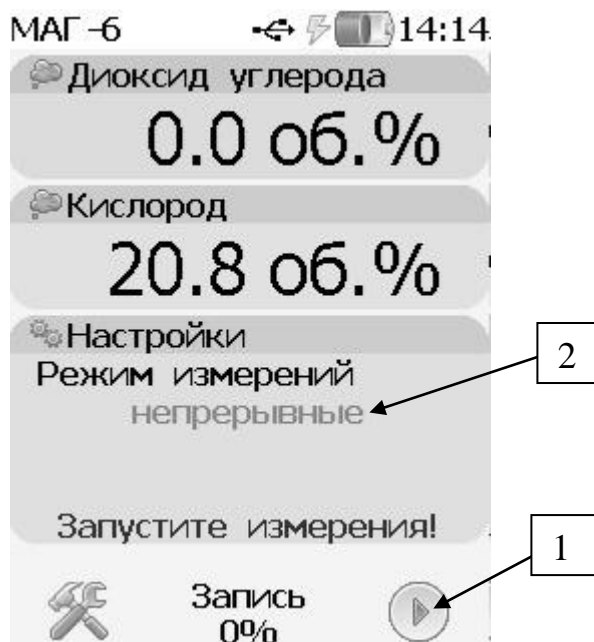 МАГ-6 14:14
Диоксид углерода
0.0 об.%
Кислород
20.8 об.%
Настройки
Режим измерений
непрерывные
2
Запустите измерения!
1
Запись
0%